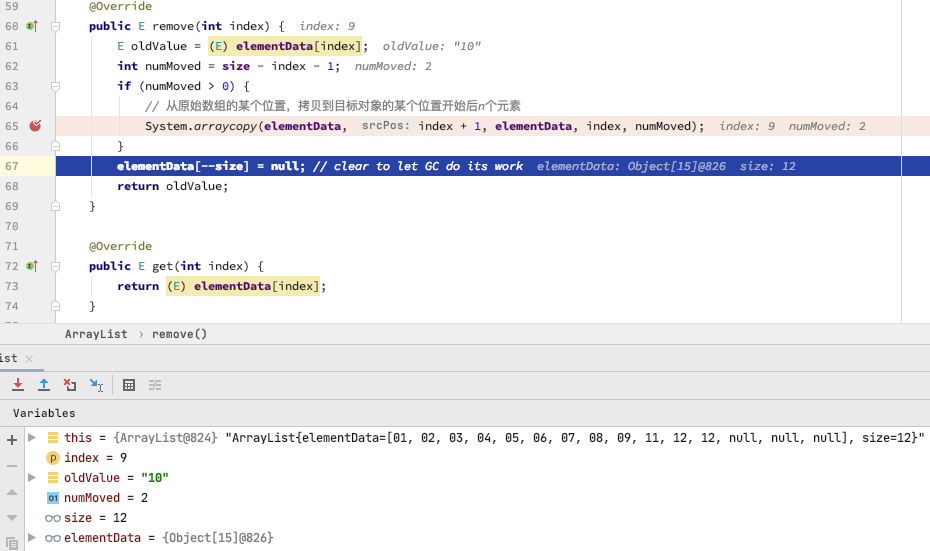 59 @Override
60 public E remove(int index) { index: 9
61 E oldValue = (E) elementData[index]; oldValue: "10"
62 int numMoved = size - index - 1; numMoved: 2
63 if (numMoved > 0) {
64 // 从原始数组的某个位置，拷贝到目标对象的某个位置开始后n个元素
65 System.arraycopy(elementData, srcPos: index + 1, elementData, index, numMoved); index: 9 numMoved: 2
66 }
67 elementData[--size] = null; // clear to let GC do its work elementData: Object[15]@826 size: 12
68 return oldValue;
69 }
70
71 @Override
72 public E get(int index) {
73 return (E) elementData[index];
74 }
ArrayList › remove()
ist ×
Variables
this = {ArrayList@824} "ArrayList{elementData=[01, 02, 03, 04, 05, 06, 07, 08, 09, 11, 12, 12, null, null, null], size=12}"
p index = 9
oldValue = "10"
01 numMoved = 2
size = 12
elementData = {Object[15]@826}